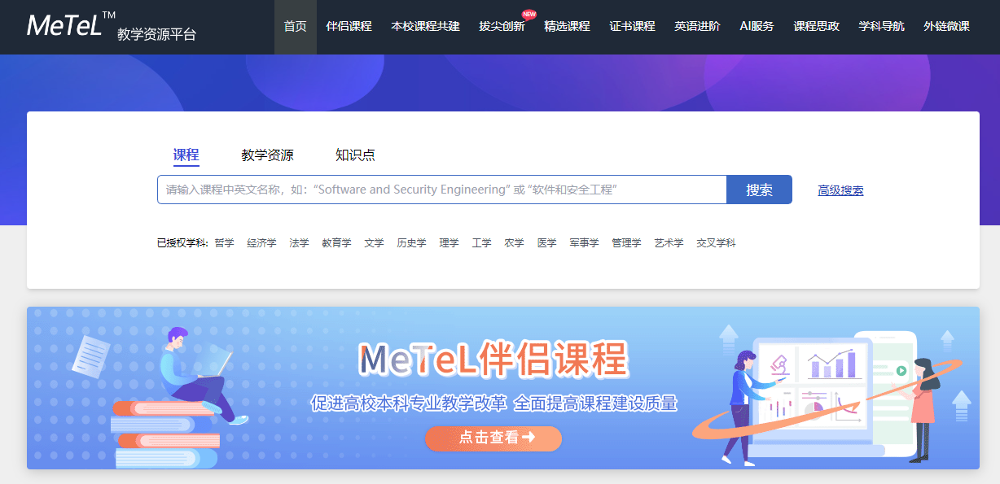 MeTeL™ 教学资源平台
首页 伴侣课程 本校课程共建 拔尖创新 NEW 精选课程 证书课程 英语进阶 AI服务 课程思政 学科导航 外链微课
课程 教学资源 知识点
请输入课程中英文名称，如：“Software and Security Engineering” 或 “软件和安全工程” 搜索 高级搜索
已授权学科: 哲学 经济学 法学 教育学 文学 历史学 理学 工学 农学 医学 军事学 管理学 艺术学 交叉学科
MeTeL伴侣课程
促进高校本科专业教学改革 全面提高课程建设质量
点击查看➔